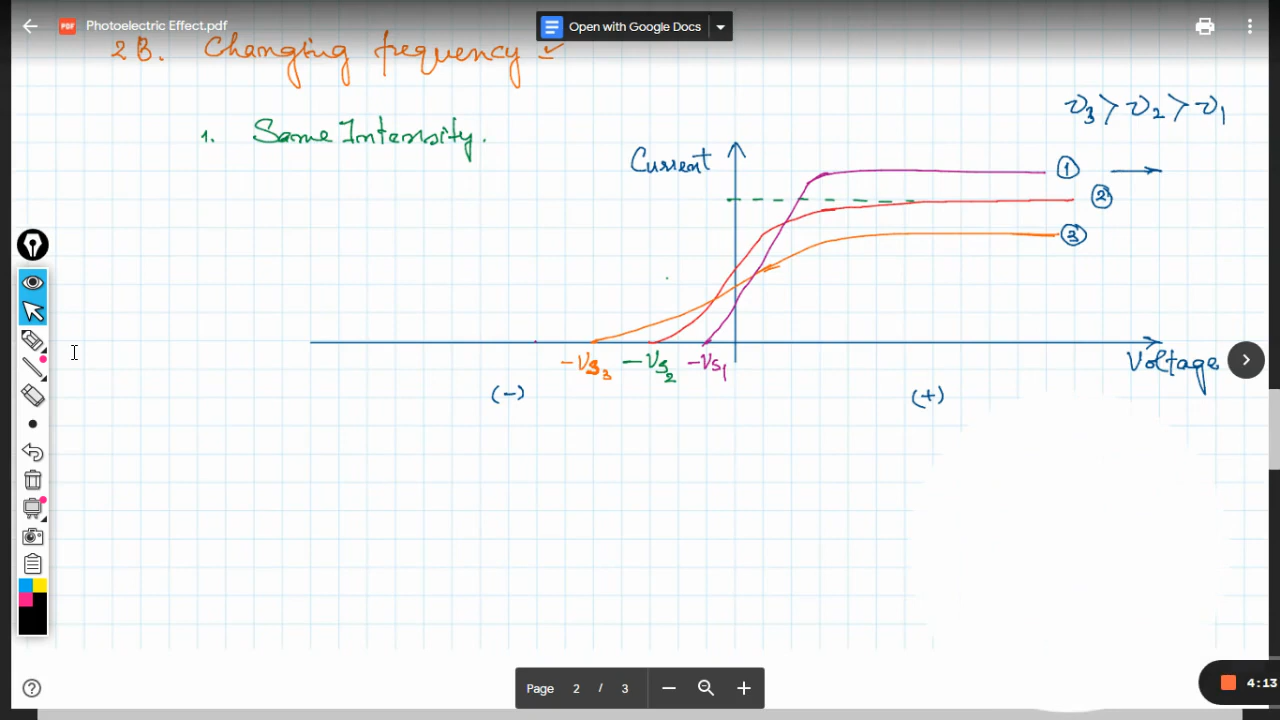 Photoelectric Effect.pdf
Open with Google Docs
2B. Changing frequency
1. Same Intensity.
ν3 > ν2 > ν1
Current
1
2
3
-Vs3 -Vs2 -Vs1
Voltage
(-) (+)
Page 2 / 3
4:13